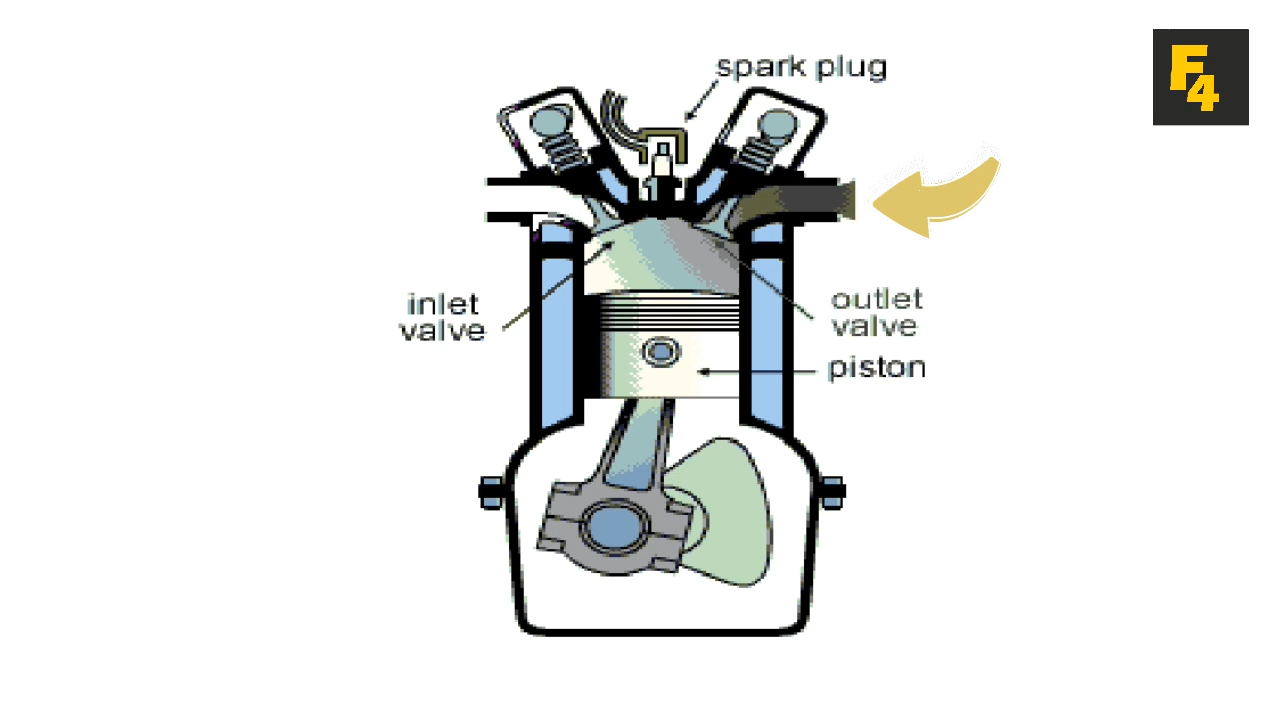 F4
spark plug
inlet
valve
outlet
valve
piston